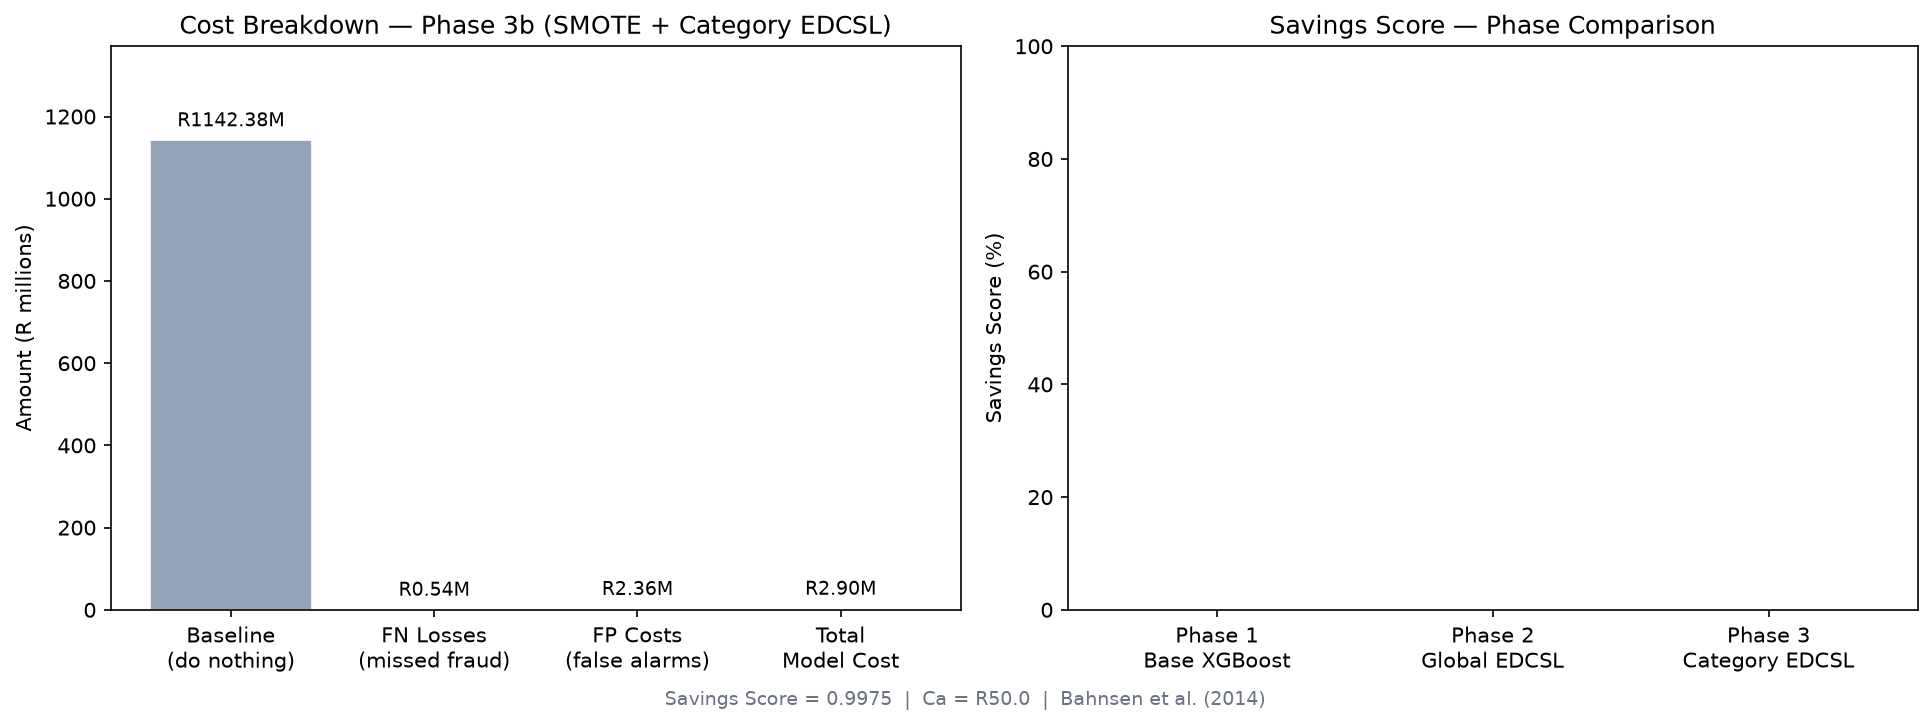 Cost Breakdown — Phase 3b (SMOTE + Category EDCSL)
Amount (R millions)
1200
1000
800
600
400
200
0
R1142.38M
R0.54M
R2.36M
R2.90M
Baseline
(do nothing)
FN Losses
(missed fraud)
FP Costs
(false alarms)
Total
Model Cost
Savings Score — Phase Comparison
Savings Score (%)
100
80
60
40
20
0
Phase 1
Base XGBoost
Phase 2
Global EDCSL
Phase 3
Category EDCSL
Savings Score = 0.9975 | Ca = R50.0 | Bahnsen et al. (2014)